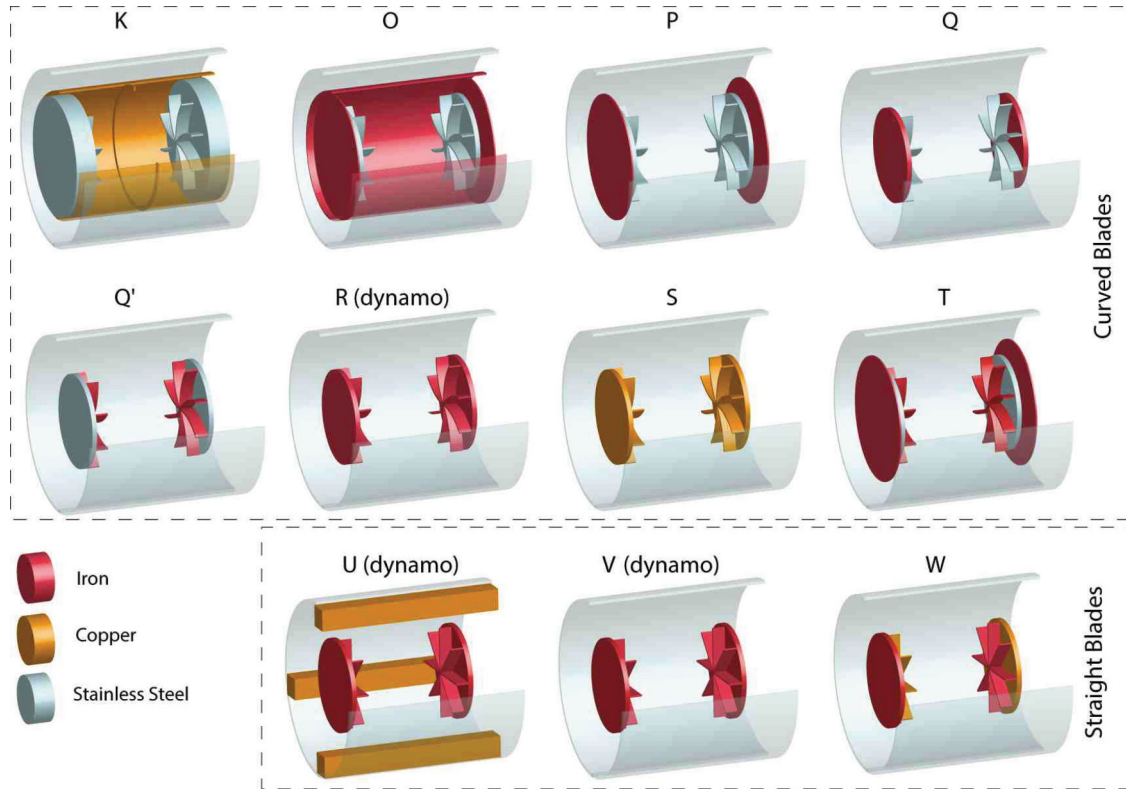 K
O
P
Q
Curved Blades
Q'
R (dynamo)
S
T
Iron
Copper
Stainless Steel
U (dynamo)
V (dynamo)
W
Straight Blades